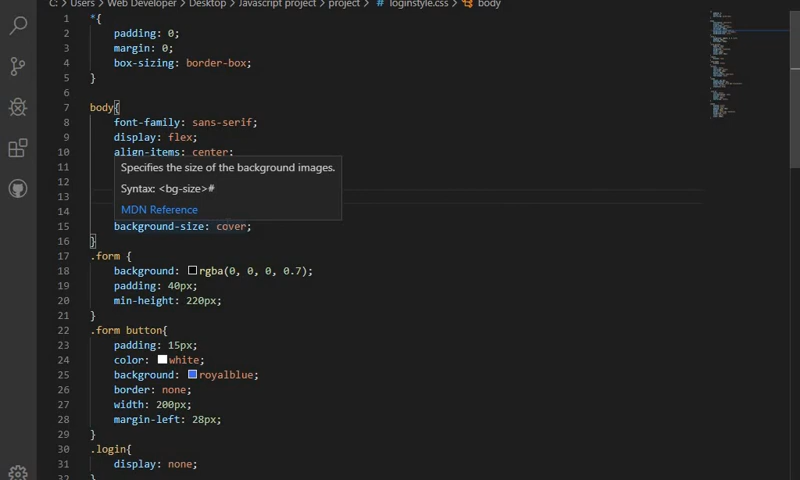 C: > Users > Web Developer > Desktop > Javascript project > project > # loginstyle.css > body
1 *{
2 padding: 0;
3 margin: 0;
4 box-sizing: border-box;
5 }
6
7 body{
8 font-family: sans-serif;
9 display: flex;
10 align-items: center;
11 Specifies the size of the background images.
12 Syntax: <bg-size>#
13
14 MDN Reference
15 background-size: cover;
16 }
17 .form {
18 background: rgba(0, 0, 0, 0.7);
19 padding: 40px;
20 min-height: 220px;
21 }
22 .form button{
23 padding: 15px;
24 color: white;
25 background: royalblue;
26 border: none;
27 width: 200px;
28 margin-left: 28px;
29 }
30 .login{
31 display: none;
32 }